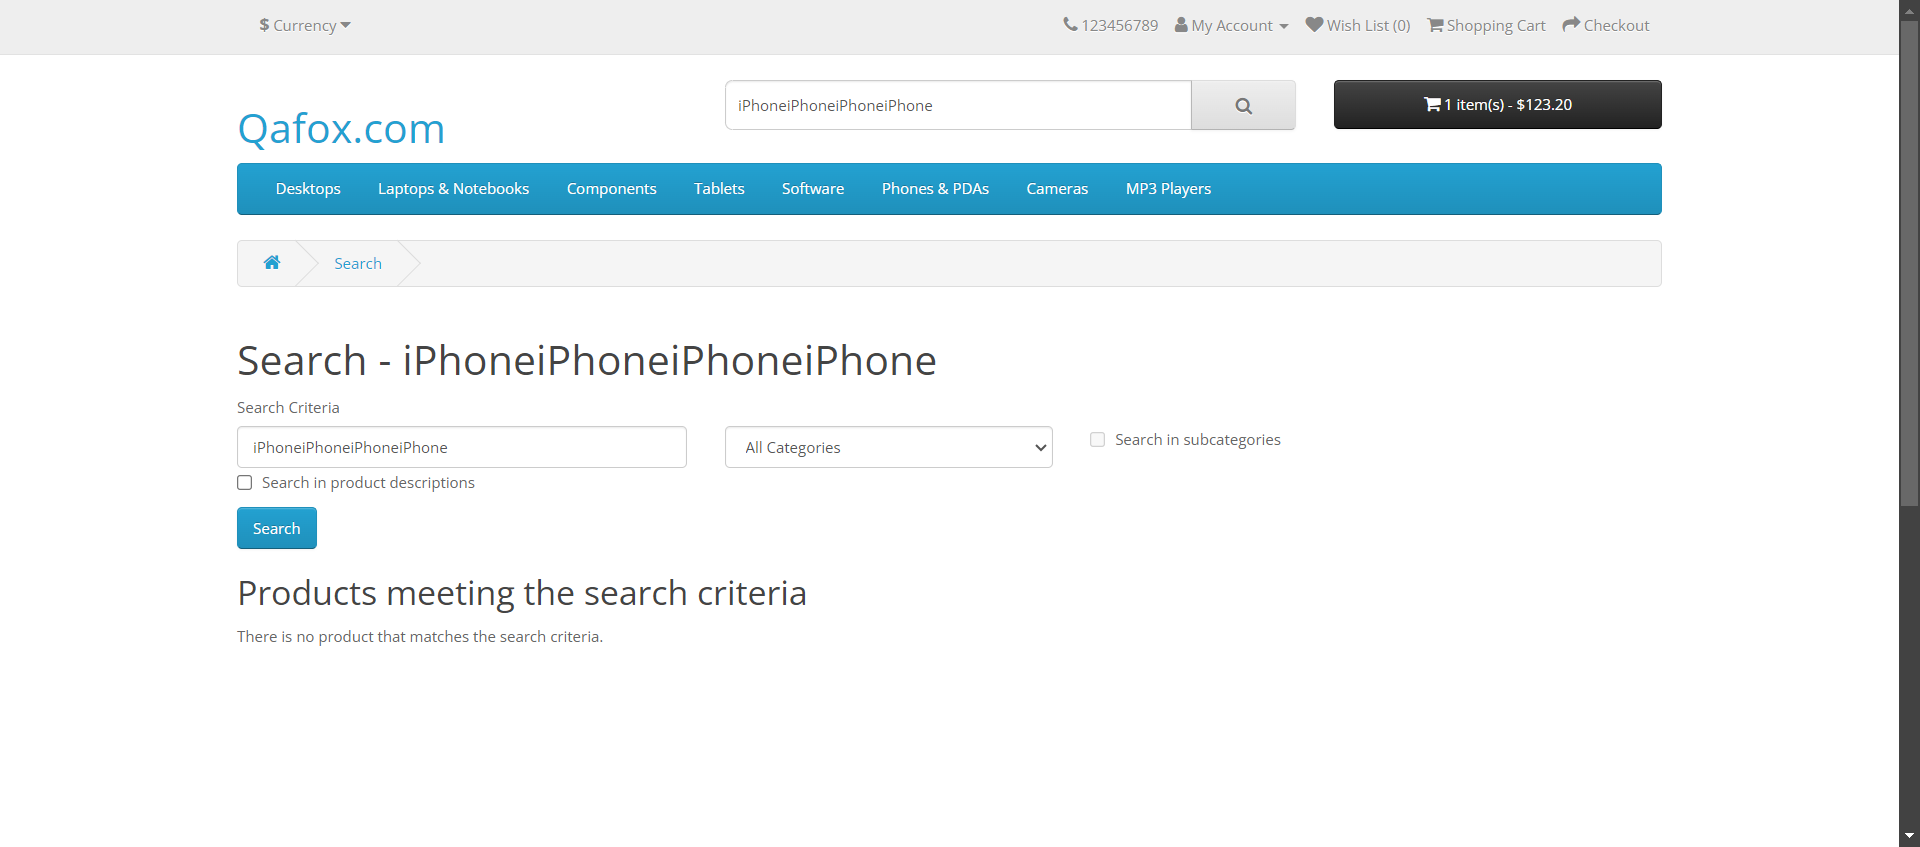 $ Currency
123456789 My Account Wish List (0) Shopping Cart Checkout
Qafox.com
iPhoneiPhoneiPhoneiPhone
1 item(s) - $123.20
Desktops Laptops & Notebooks Components Tablets Software Phones & PDAs Cameras MP3 Players
Search
Search - iPhoneiPhoneiPhoneiPhone
Search Criteria
iPhoneiPhoneiPhoneiPhone
All Categories
Search in subcategories
Search in product descriptions
Search
Products meeting the search criteria
There is no product that matches the search criteria.